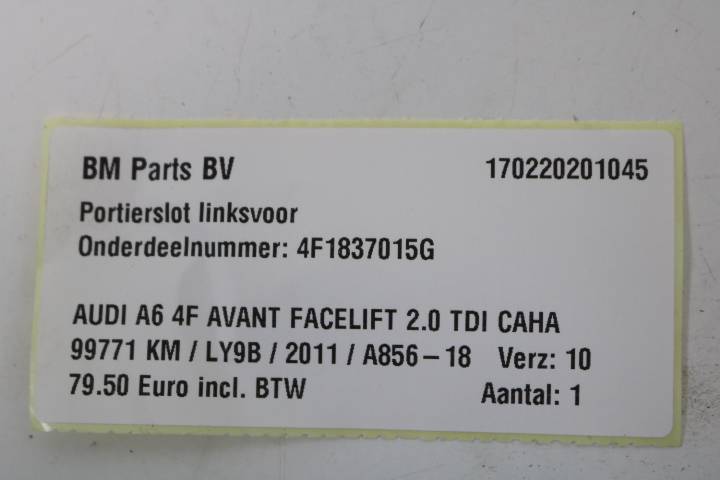 BM Parts BV 170220201045
Portierslot linksvoor
Onderdeelnummer: 4F1837015G
AUDI A6 4F AVANT FACELIFT 2.0 TDI CAHA
99771 KM / LY9B / 2011 / A856-18 Verz: 10
79.50 Euro incl. BTW Aantal: 1